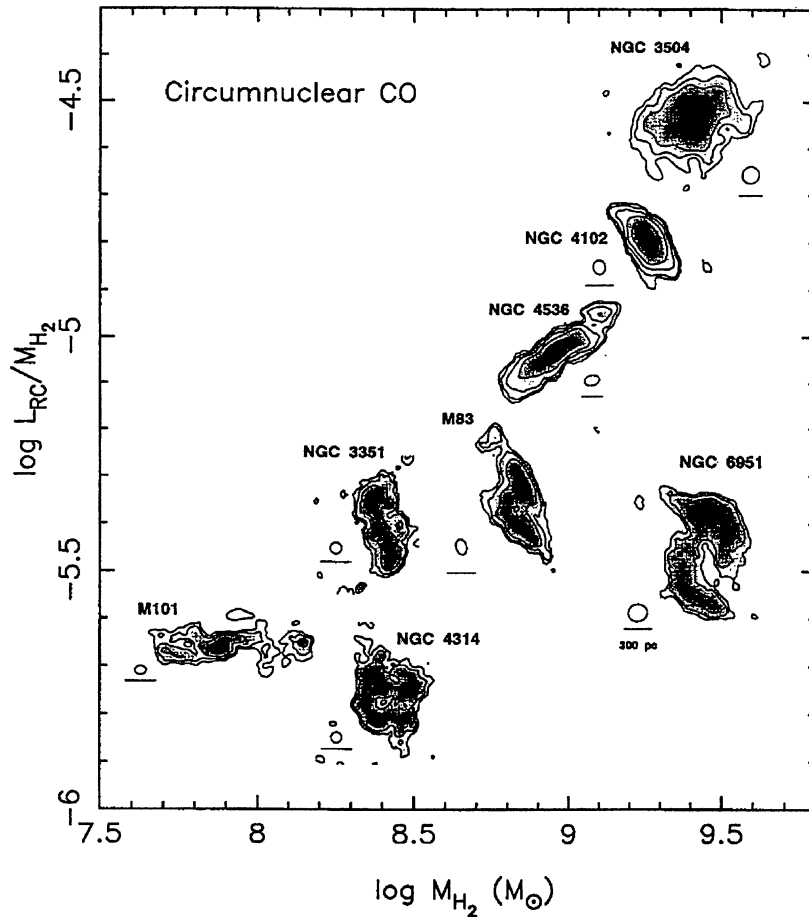 NGC 3504
Circumnuclear CO
−4.5
NGC 4102
NGC 4536
−5
M83
NGC 3351
NGC 6951
−5.5
M101
NGC 4314
300 pc
−6
7.5 8 8.5 9 9.5
log L_RC/M_H₂
log M_H₂ (M_⊙)